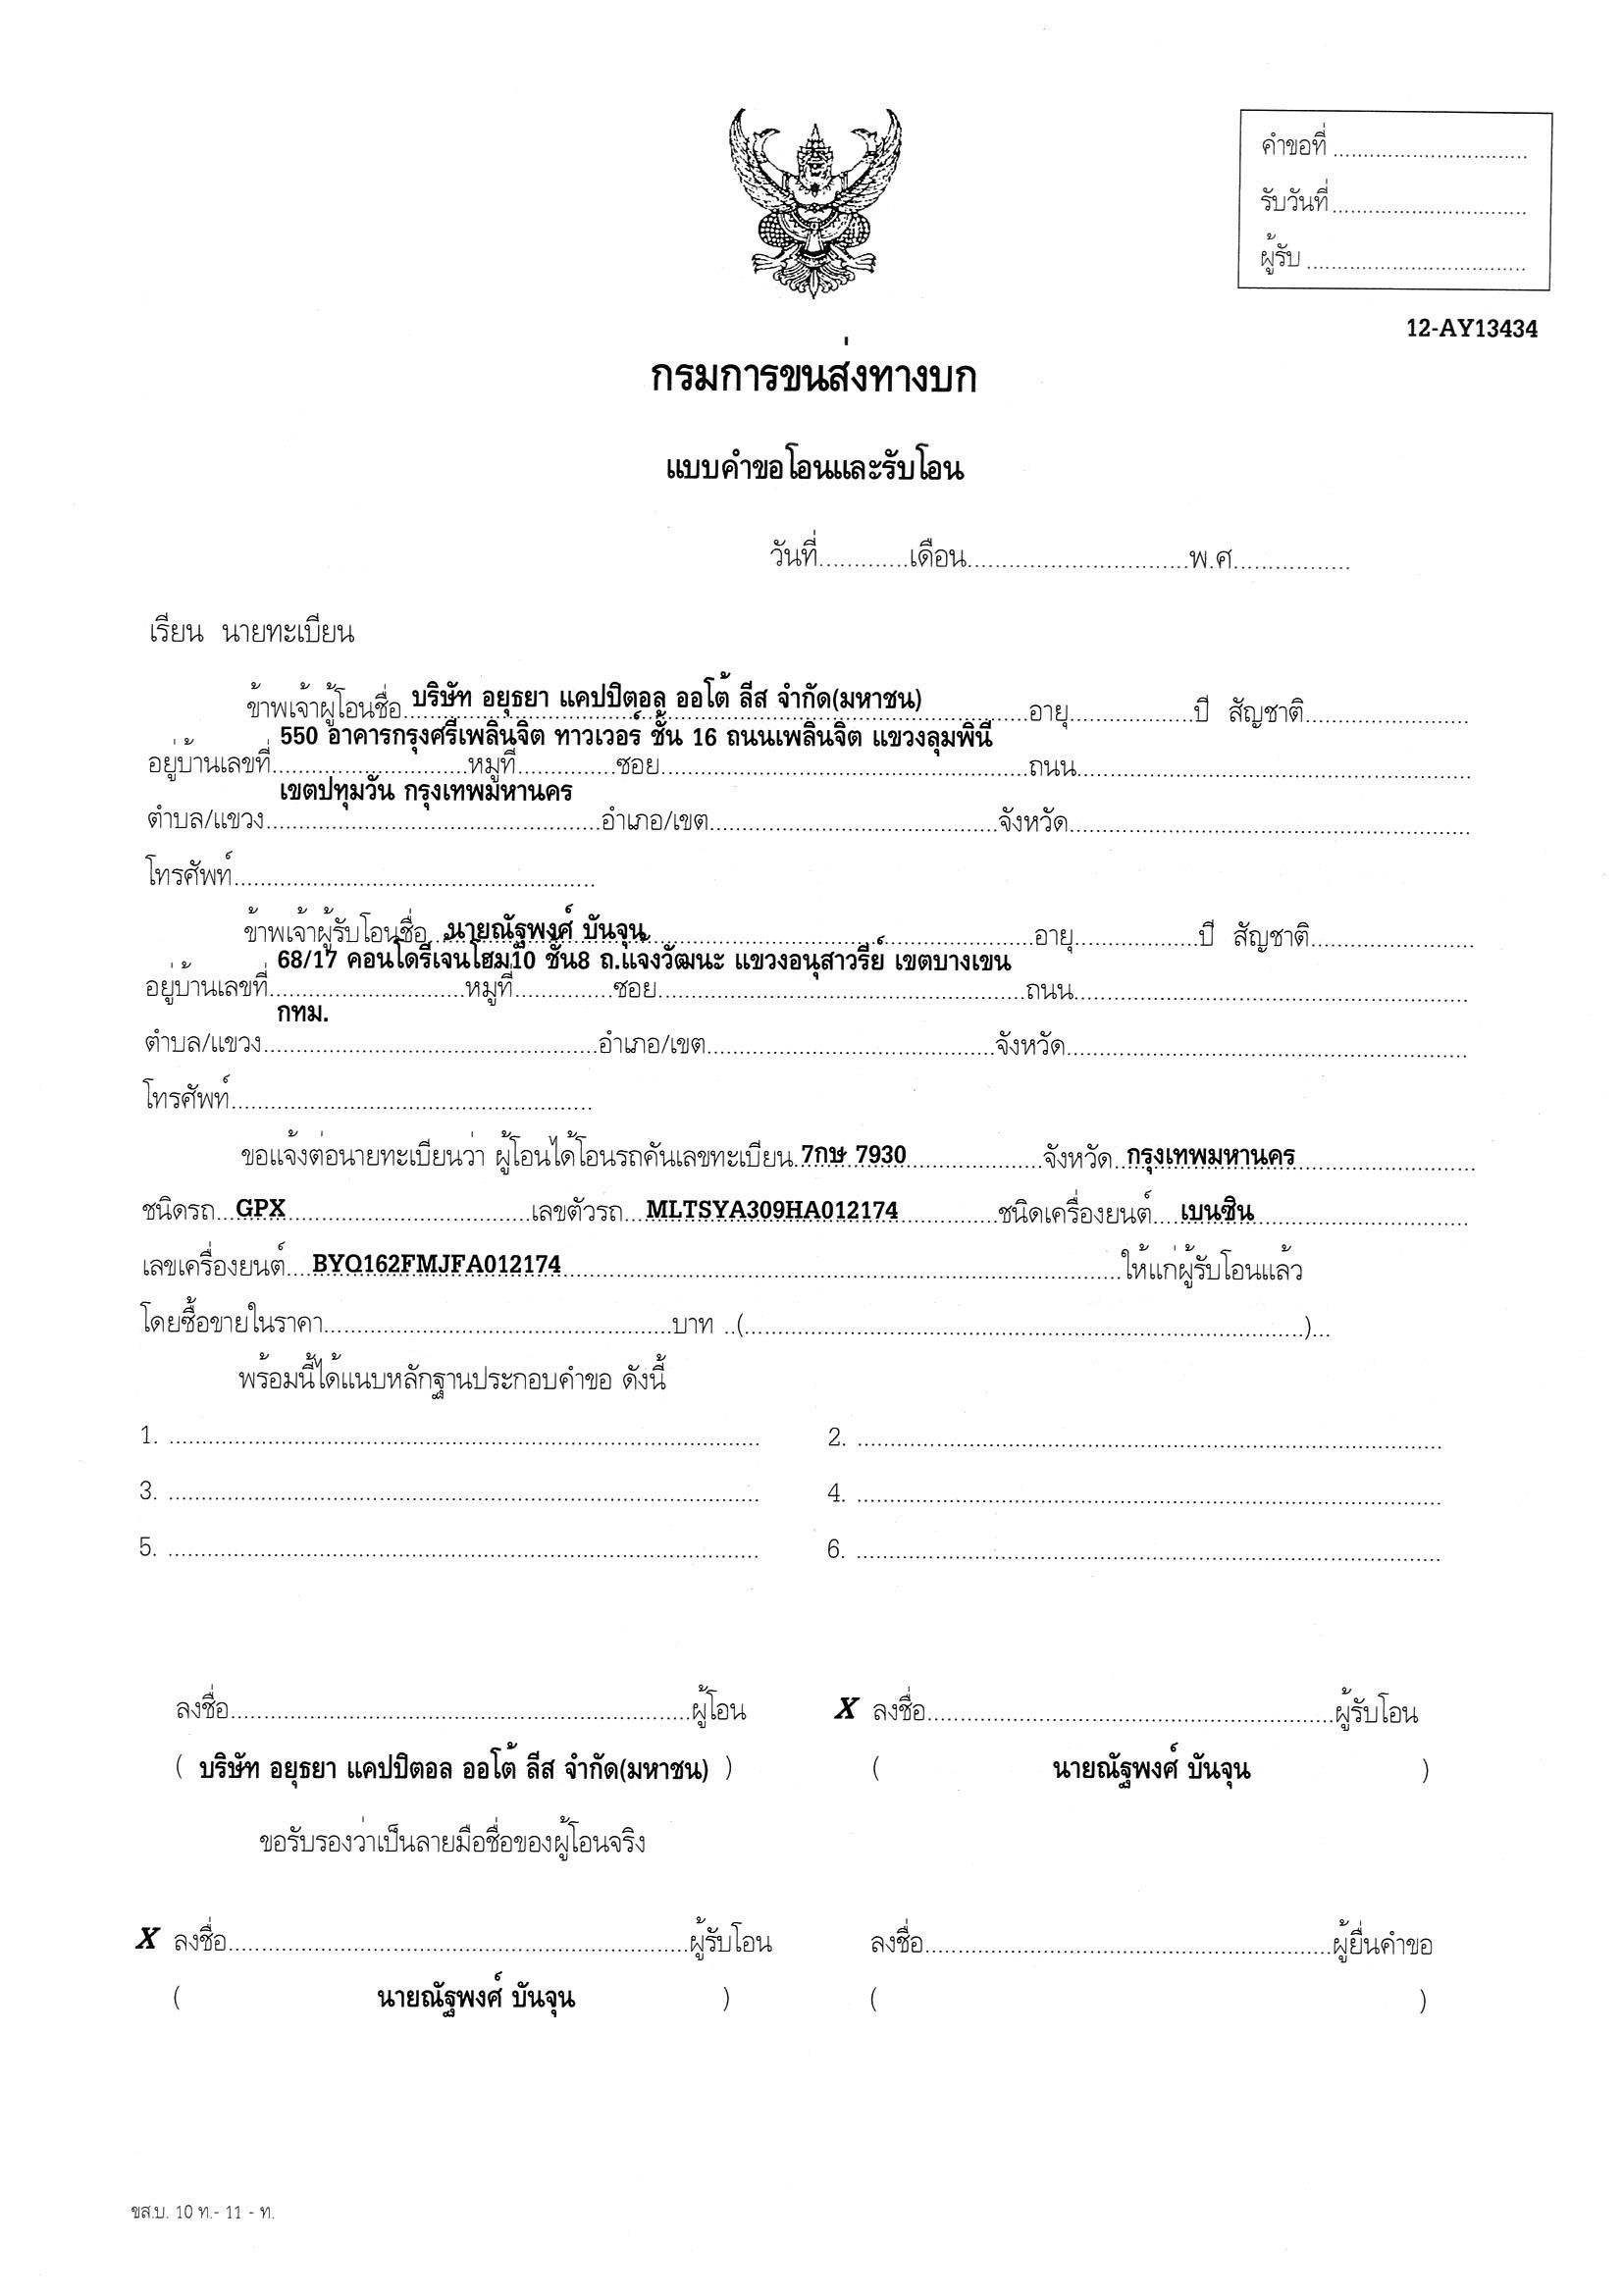 คำขอที่ ................................
รับวันที่ ................................
ผู้รับ ................................
12-AY13434
กรมการขนส่งทางบก
แบบคำขอโอนและรับโอน
วันที่.............เดือน................................พ.ศ.................
เรียน นายทะเบียน
ข้าพเจ้าผู้โอนชื่อ บริษัท อยุธยา แคปปิตอล ออโต้ ลีส จำกัด(มหาชน) อายุ..................ปี สัญชาติ........................
550 อาคารกรุงศรีเพลินจิต ทาวเวอร์ ชั้น 16 ถนนเพลินจิต แขวงลุมพินี
อยู่บ้านเลขที่.............................หมู่ที่..............ซอย......................................................ถนน..........................................................
เขตปทุมวัน กรุงเทพมหานคร
ตำบล/แขวง.................................................อำเภอ/เขต..........................................จังหวัด..........................................................
โทรศัพท์.....................................................
ข้าพเจ้าผู้รับโอนชื่อ นายณัฐพงศ์ บันจุน อายุ..................ปี สัญชาติ........................
68/17 คอนโดรีเจ้นโฮม10 ชั้น8 ถ.แจ้งวัฒนะ แขวงอนุสาวรีย์ เขตบางเขน
อยู่บ้านเลขที่.............................หมู่ที่..............ซอย......................................................ถนน..........................................................
กทม.
ตำบล/แขวง.................................................อำเภอ/เขต..........................................จังหวัด..........................................................
โทรศัพท์.....................................................
ขอแจ้งต่อนายทะเบียนว่า ผู้โอนได้โอนรถคันเลขทะเบียน 7กษ 7930 จังหวัด กรุงเทพมหานคร
ชนิดรถ GPX เลขตัวรถ MLTSYA309HA012174 ชนิดเครื่องยนต์ เบนซิน
เลขเครื่องยนต์ BYQ162FMJFA012174 ให้แก่ผู้รับโอนแล้ว
โดยซื้อขายในราคา...................................................บาท ..(..................................................................................)...
พร้อมนี้ได้แนบหลักฐานประกอบคำขอ ดังนี้
1. .......................................................................................... 2. ..........................................................................................
3. .......................................................................................... 4. ..........................................................................................
5. .......................................................................................... 6. ..........................................................................................
ลงชื่อ....................................................................ผู้โอน X ลงชื่อ............................................................ผู้รับโอน
( บริษัท อยุธยา แคปปิตอล ออโต้ ลีส จำกัด(มหาชน) ) ( นายณัฐพงศ์ บันจุน )
ขอรับรองว่าเป็นลายมือชื่อของผู้โอนจริง
X ลงชื่อ....................................................................ผู้รับโอน ลงชื่อ............................................................ผู้ยื่นคำขอ
( นายณัฐพงศ์ บันจุน ) ( )
ขส.บ. 10 ท.- 11 - ท.